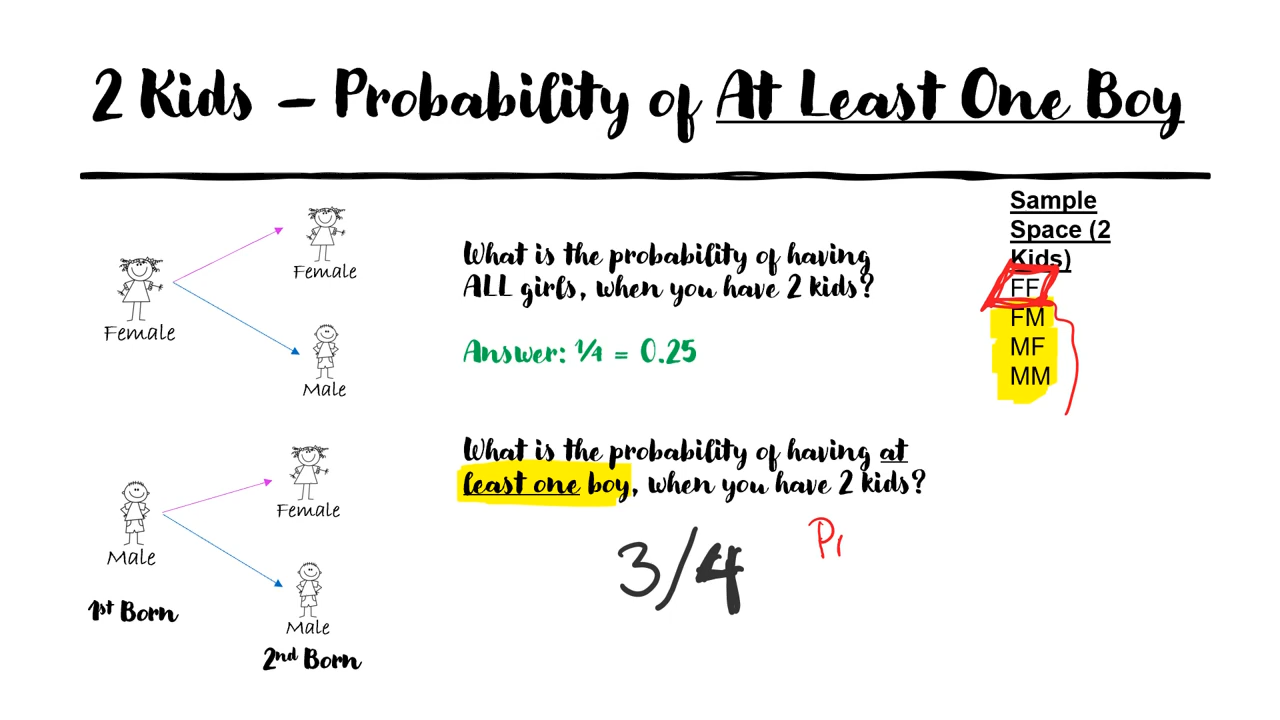 2 Kids – Probability of At Least One Boy
Female
Female
Male
Male
Female
Male
1st Born
2nd Born
What is the probability of having
ALL girls, when you have 2 kids?
Answer: 1/4 = 0.25
What is the probability of having at
least one boy, when you have 2 kids?
3/4
Sample
Space (2
Kids)
FF
FM
MF
MM